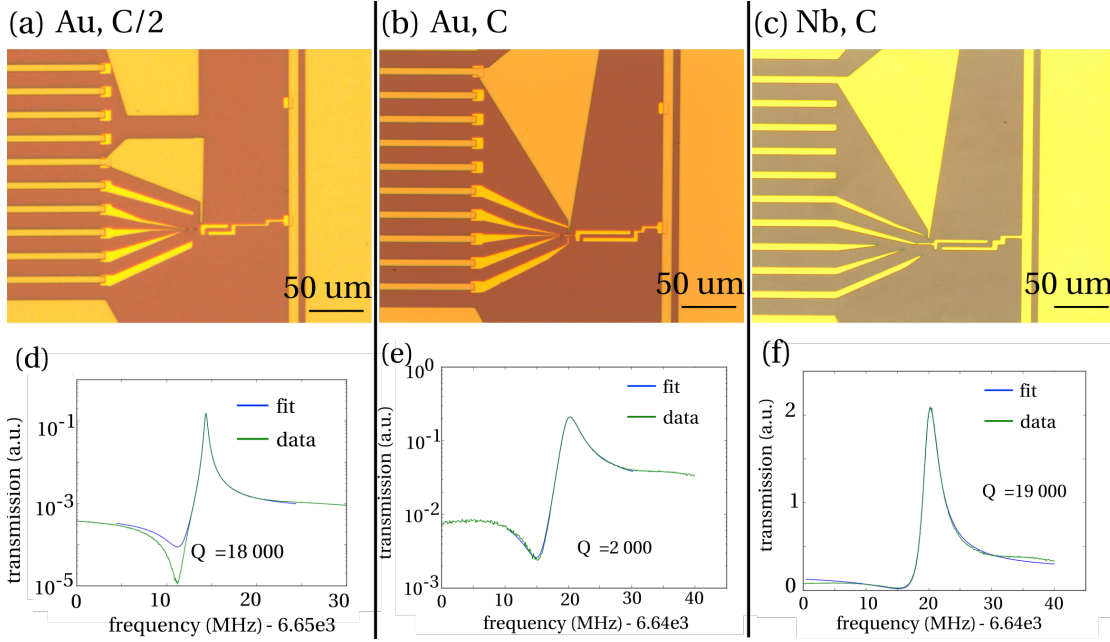 (a) Au, C/2
(b) Au, C
(c) Nb, C
50 um
50 um
50 um
(d)
transmission (a.u.)
10-1
10-3
10-5
fit
data
Q =18 000
0
10
20
30
frequency (MHz) - 6.65e3
(e)
transmission (a.u.)
100
10-1
10-2
10-3
fit
data
Q =2 000
0
10
20
30
40
frequency (MHz) - 6.64e3
(f)
transmission (a.u.)
2
1
0
fit
data
Q =19 000
0
10
20
30
40
frequency (MHz) - 6.64e3